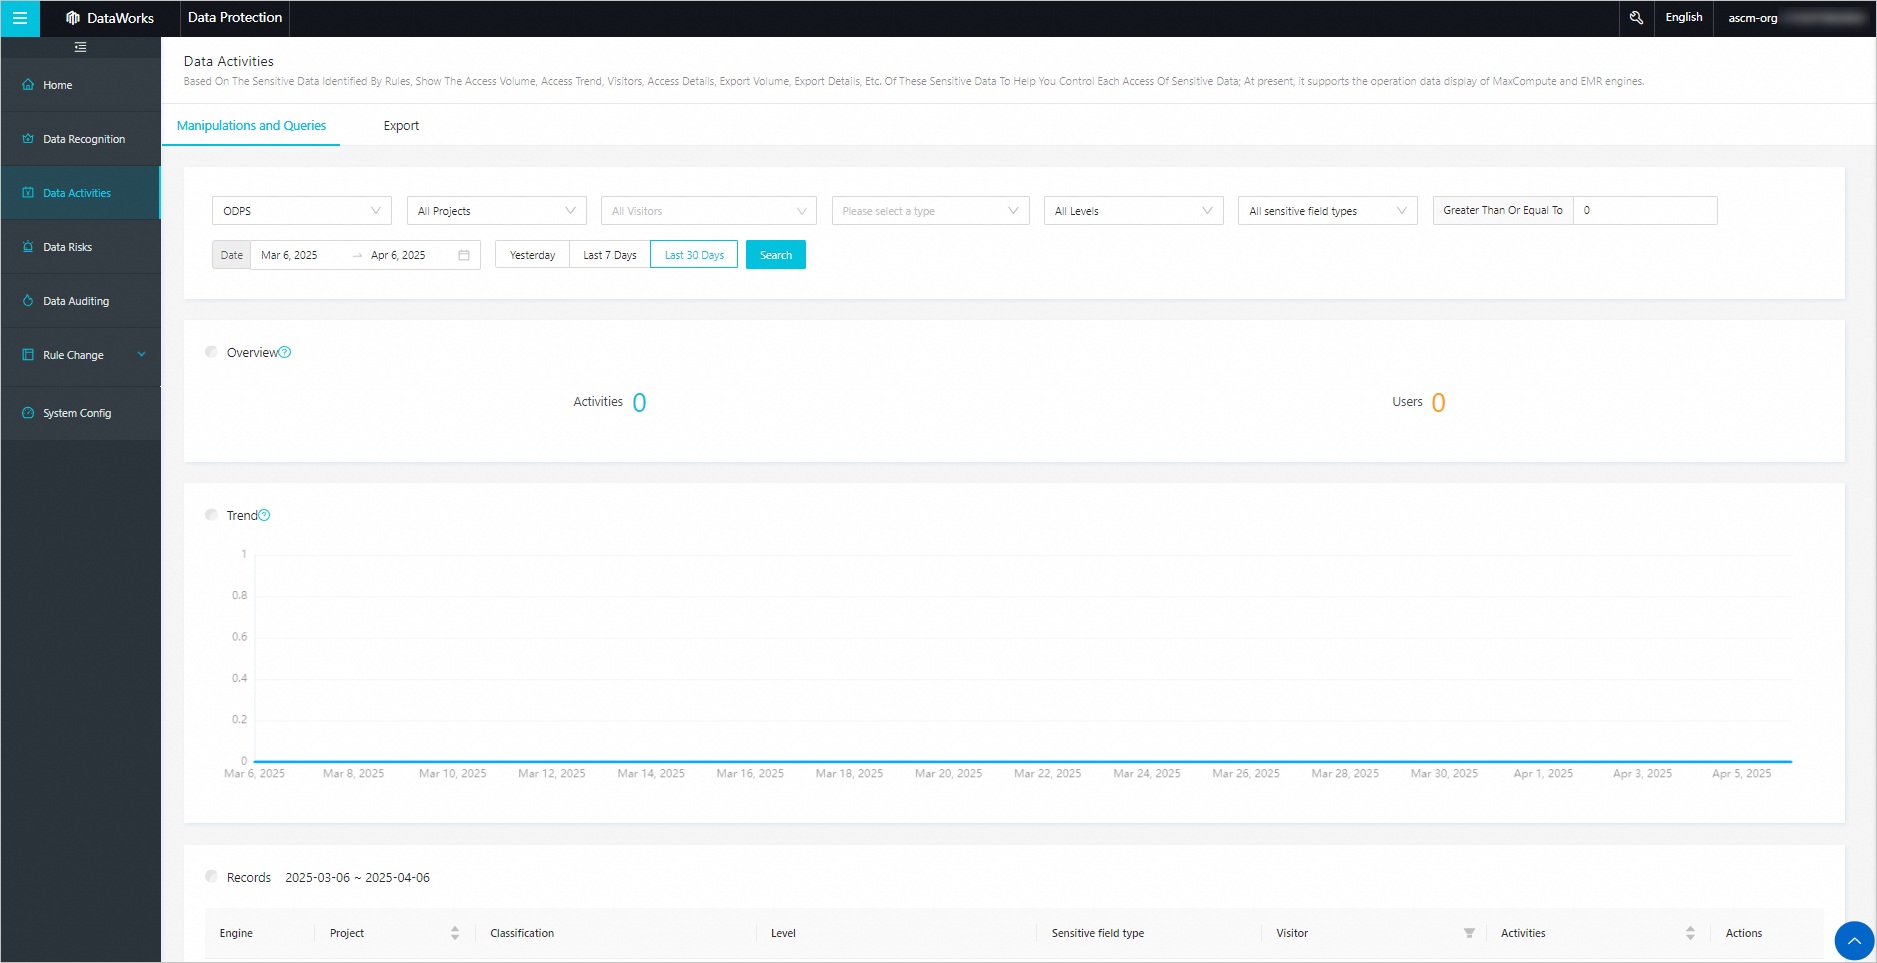 DataWorks
Data Protection
English
ascm-org
Home
Data Recognition
Data Activities
Data Risks
Data Auditing
Rule Change
System Config
Data Activities
Based On The Sensitive Data Identified By Rules, Show The Access Volume, Access Trend, Visitors, Access Details, Export Volume, Export Details, Etc. Of These Sensitive Data To Help You Control Each Access Of Sensitive Data; At present, it supports the operation data display of MaxCompute and EMR engines.
Manipulations and Queries
Export
ODPS
All Projects
All Visitors
Please select a type
All Levels
All sensitive field types
Greater Than Or Equal To
0
Date
Mar 6, 2025
Apr 6, 2025
Yesterday
Last 7 Days
Last 30 Days
Search
Overview
Activities 0
Users 0
Trend
1
0.8
0.6
0.4
0.2
0
Mar 6, 2025
Mar 8, 2025
Mar 10, 2025
Mar 12, 2025
Mar 14, 2025
Mar 16, 2025
Mar 18, 2025
Mar 20, 2025
Mar 22, 2025
Mar 24, 2025
Mar 26, 2025
Mar 28, 2025
Mar 30, 2025
Apr 1, 2025
Apr 3, 2025
Apr 5, 2025
Records 2025-03-06 ~ 2025-04-06
Engine
Project
Classification
Level
Sensitive field type
Visitor
Activities
Actions